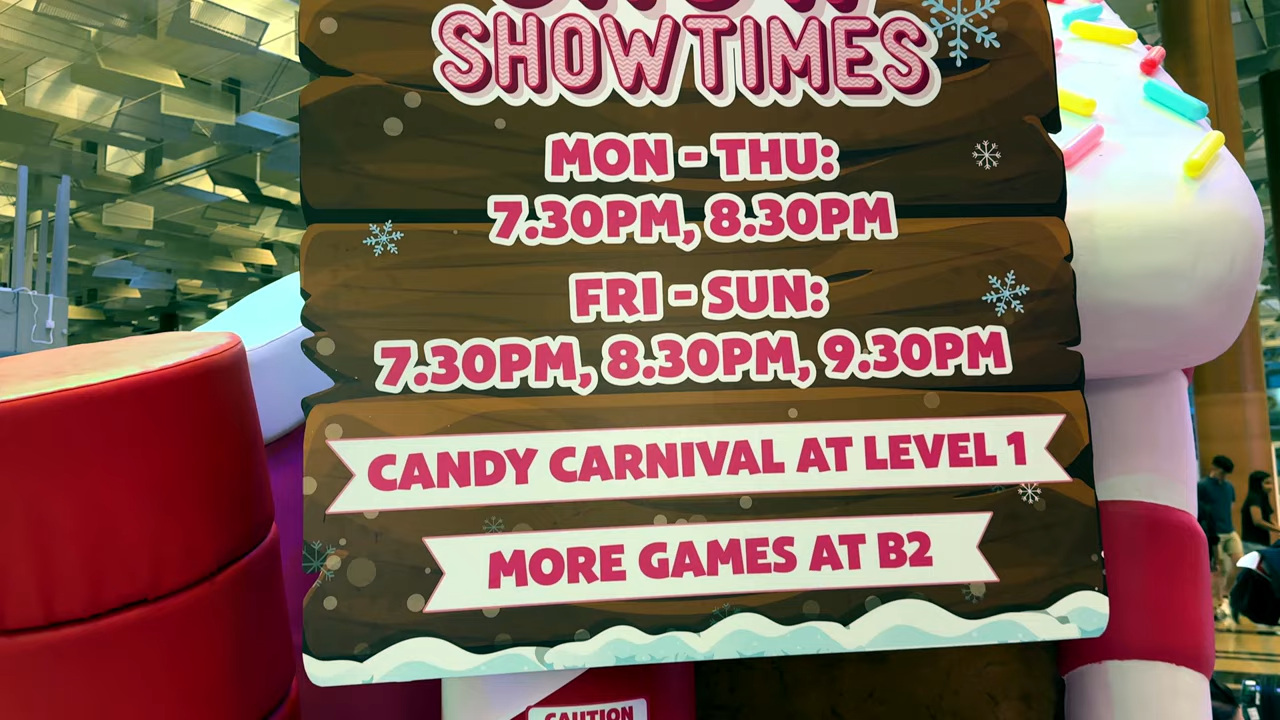 SHOWTIMES
MON - THU:
7.30PM, 8.30PM
FRI - SUN:
7.30PM, 8.30PM, 9.30PM
CANDY CARNIVAL AT LEVEL 1
MORE GAMES AT B2
CAUTION